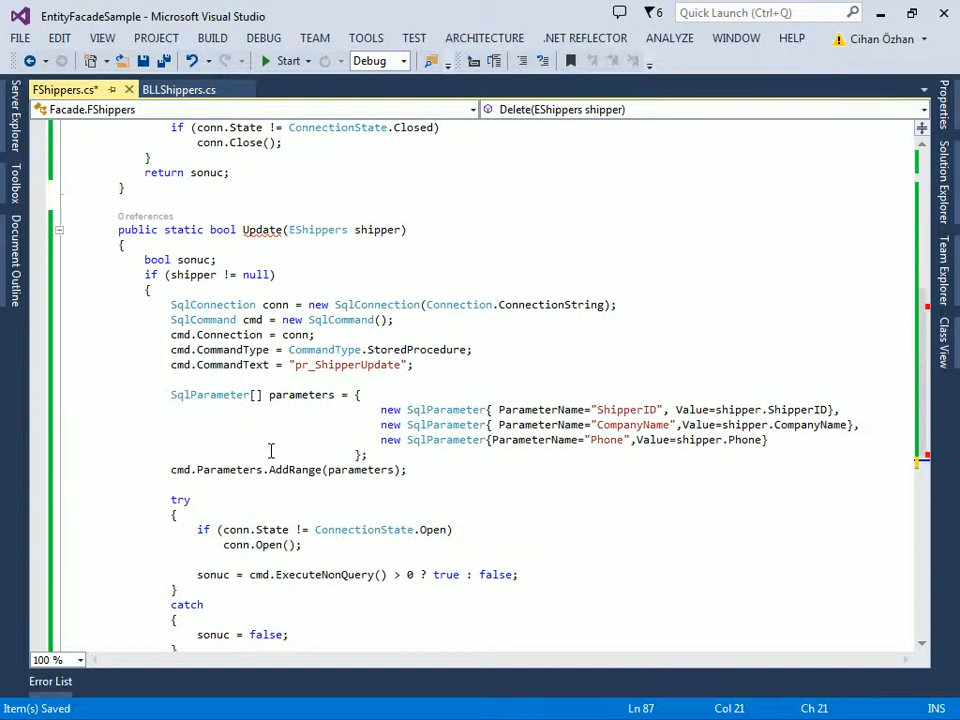 EntityFacadeSample - Microsoft Visual Studio
6
Quick Launch (Ctrl+Q)
FILE EDIT VIEW PROJECT BUILD DEBUG TEAM TOOLS TEST ARCHITECTURE .NET REFLECTOR ANALYZE WINDOW HELP Cihan Özhan
Start Debug
FShippers.cs* BLLShippers.cs
Facade.FShippers Delete(EShippers shipper)
Server Explorer
Toolbox
Document Outline
if (conn.State != ConnectionState.Closed)
conn.Close();
}
return sonuc;
}
0 references
public static bool Update(EShippers shipper)
{
bool sonuc;
if (shipper != null)
{
SqlConnection conn = new SqlConnection(Connection.ConnectionString);
SqlCommand cmd = new SqlCommand();
cmd.Connection = conn;
cmd.CommandType = CommandType.StoredProcedure;
cmd.CommandText = "pr_ShipperUpdate";
SqlParameter[] parameters = {
new SqlParameter{ ParameterName="ShipperID", Value=shipper.ShipperID},
new SqlParameter{ ParameterName="CompanyName",Value=shipper.CompanyName},
new SqlParameter{ParameterName="Phone",Value=shipper.Phone}
};
cmd.Parameters.AddRange(parameters);
try
{
if (conn.State != ConnectionState.Open)
conn.Open();
sonuc = cmd.ExecuteNonQuery() > 0 ? true : false;
}
catch
{
sonuc = false;
}
Properties
Solution Explorer
Team Explorer
Class View
100 %
Error List
Item(s) Saved Ln 87 Col 21 Ch 21 INS